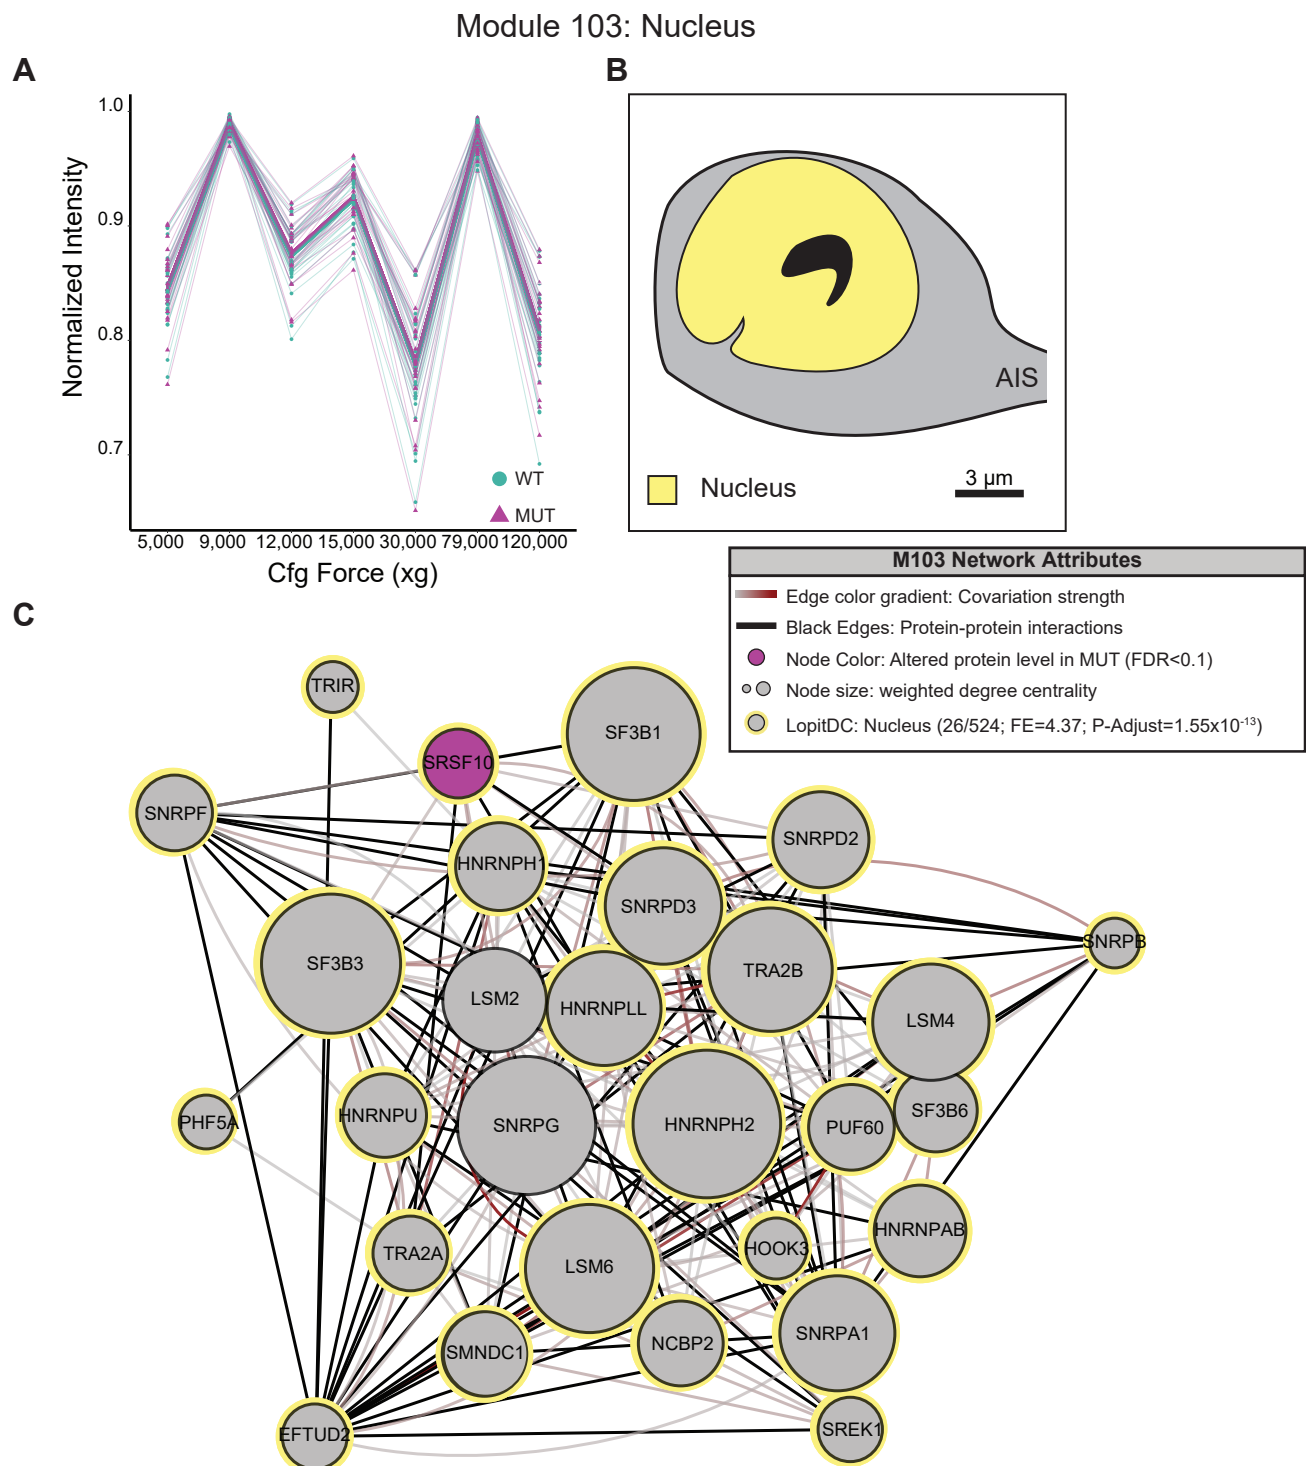 Module 103: Nucleus
A
B
1.0
0.9
0.8
0.7
Normalized Intensity
WT
MUT
5,000 9,000 12,000 15,000 30,000 79,000 120,000
Cfg Force (xg)
AIS
Nucleus
3 µm
M103 Network Attributes
Edge color gradient: Covariation strength
Black Edges: Protein-protein interactions
Node Color: Altered protein level in MUT (FDR<0.1)
Node size: weighted degree centrality
LopitDC: Nucleus (26/524; FE=4.37; P-Adjust=1.55x10⁻¹³)
C
TRIR
SF3B1
SRSF10
SNRPF
SNRPD2
HNRNPH1
SNRPD3
SNRPB
SF3B3
TRA2B
LSM2
HNRNPLL
LSM4
PHF5A
HNRNPU
SNRPG
HNRNPH2
PUF60
SF3B6
TRA2A
LSM6
HOOK3
HNRNPAB
SMNDC1
NCBP2
SNRPA1
EFTUD2
SREK1